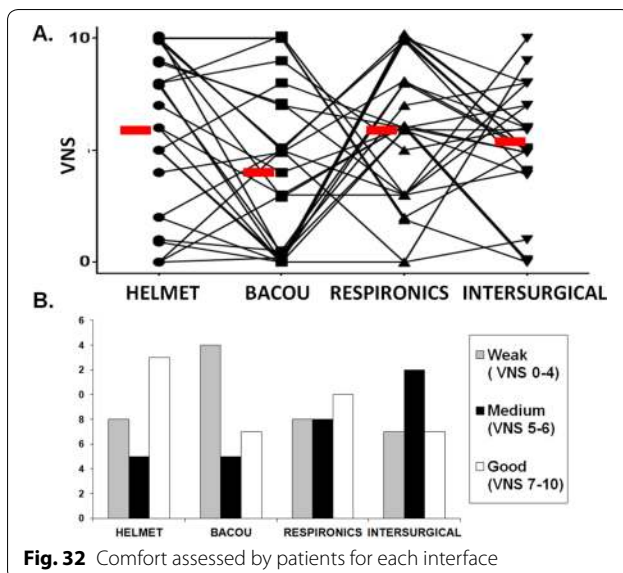 A.
10
VNS
0
HELMET BACOU RESPIRONICS INTERSURGICAL
B.
6
4
2
0
8
6
4
2
0
HELMET BACOU RESPIRONICS INTERSURGICAL
Weak
( VNS 0-4)
Medium
(VNS 5-6)
Good
(VNS 7-10)
Fig. 32 Comfort assessed by patients for each interface